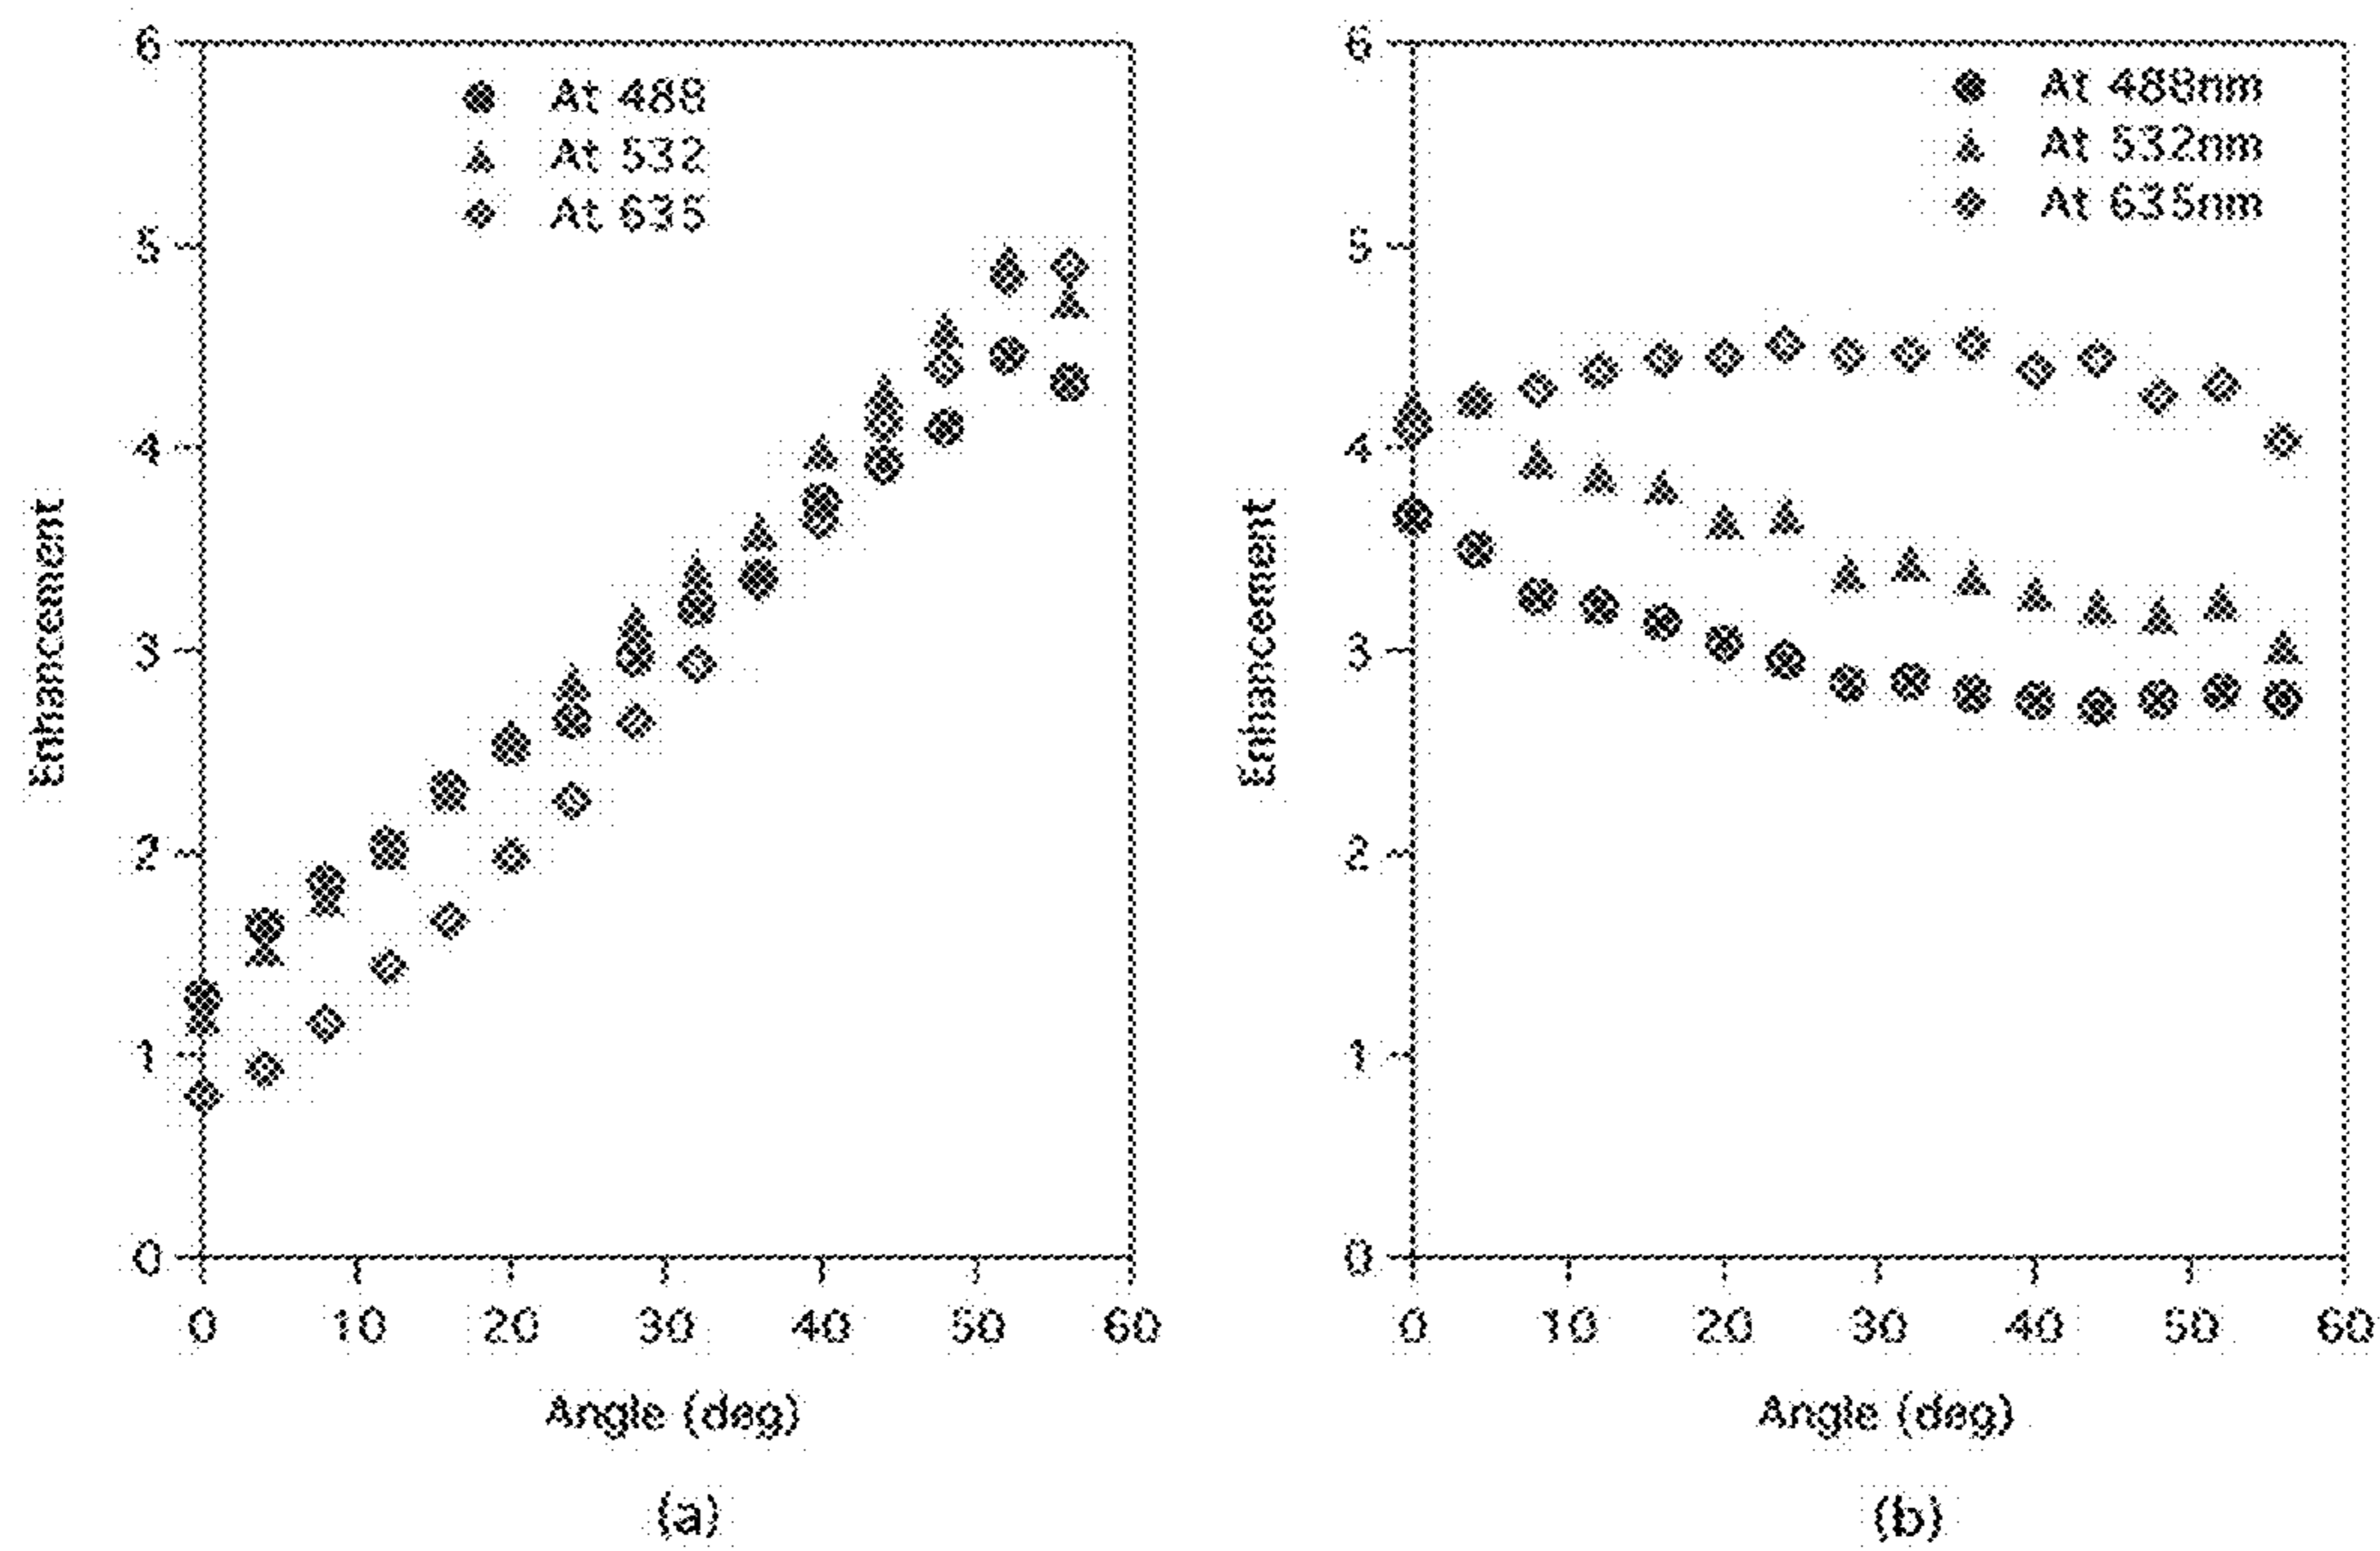 6
At 488
At 532
At 635
5
4
3
2
1
0
Enhancement
0 10 20 30 40 50 60
Angle (deg)
(a)
6
At 488nm
At 532nm
At 635nm
5
4
3
2
1
0
Enhancement
0 10 20 30 40 50 60
Angle (deg)
(b)